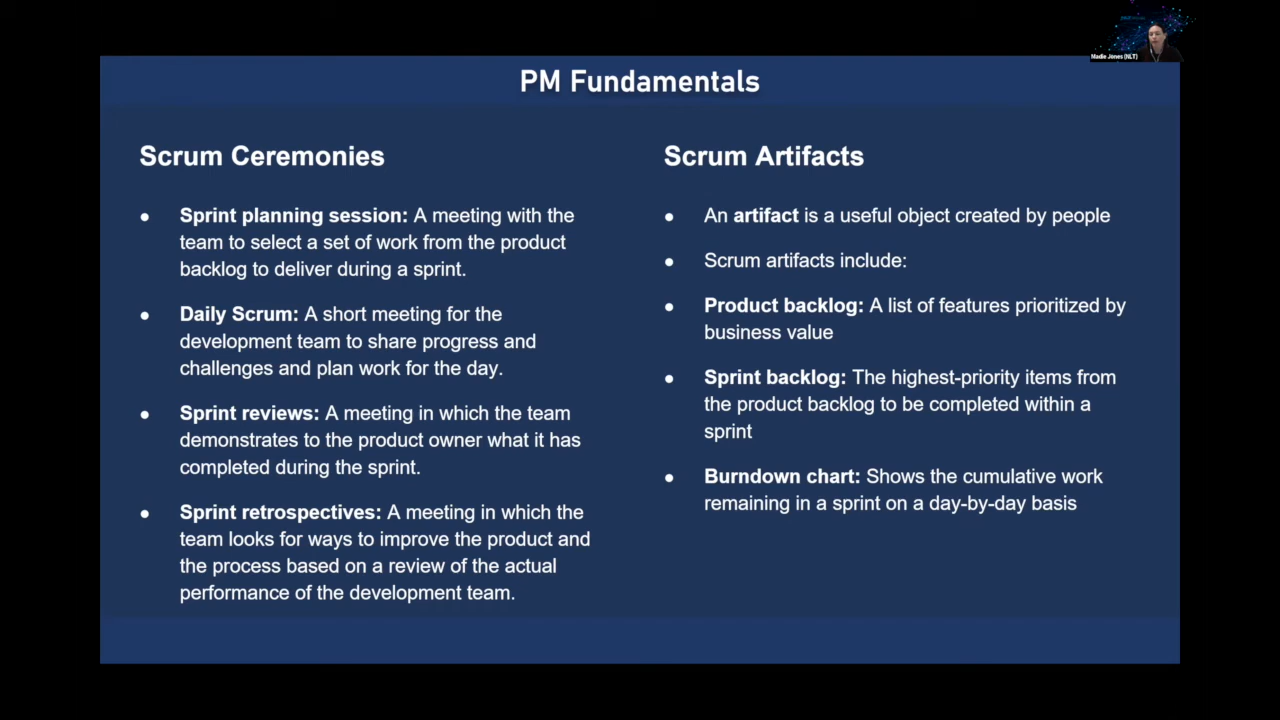 Madie Jones (NLT)
PM Fundamentals
Scrum Ceremonies
● Sprint planning session: A meeting with the
team to select a set of work from the product
backlog to deliver during a sprint.
● Daily Scrum: A short meeting for the
development team to share progress and
challenges and plan work for the day.
● Sprint reviews: A meeting in which the team
demonstrates to the product owner what it has
completed during the sprint.
● Sprint retrospectives: A meeting in which the
team looks for ways to improve the product and
the process based on a review of the actual
performance of the development team.
Scrum Artifacts
● An artifact is a useful object created by people
● Scrum artifacts include:
● Product backlog: A list of features prioritized by
business value
● Sprint backlog: The highest-priority items from
the product backlog to be completed within a
sprint
● Burndown chart: Shows the cumulative work
remaining in a sprint on a day-by-day basis